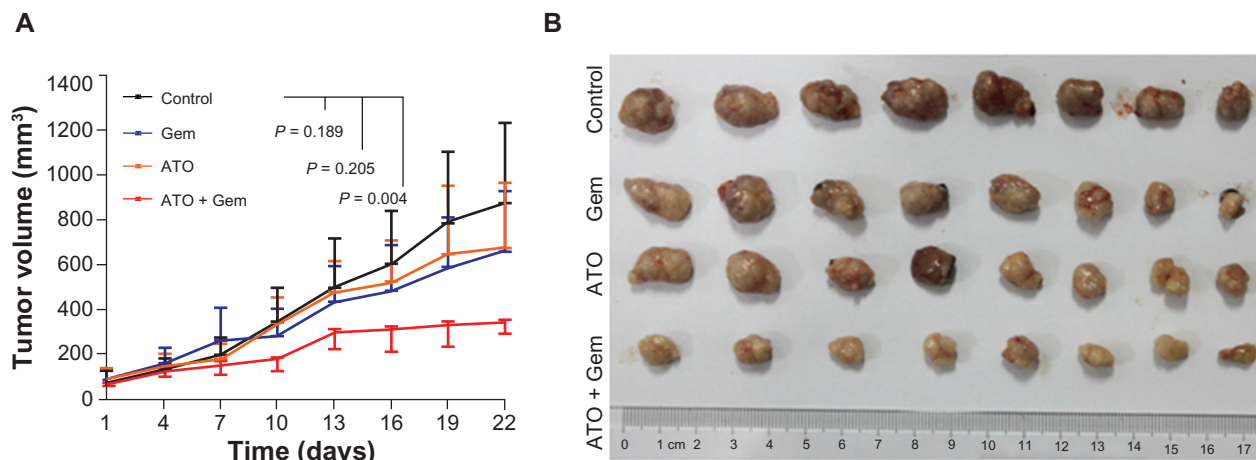 A
Tumor volume (mm³)
1400
1200
1000
800
600
400
200
0
Control
Gem
ATO
ATO + Gem
P = 0.189
P = 0.205
P = 0.004
1 4 7 10 13 16 19 22
Time (days)
B
Control
Gem
ATO
ATO + Gem
0 1 cm 2 3 4 5 6 7 8 9 10 11 12 13 14 15 16 17